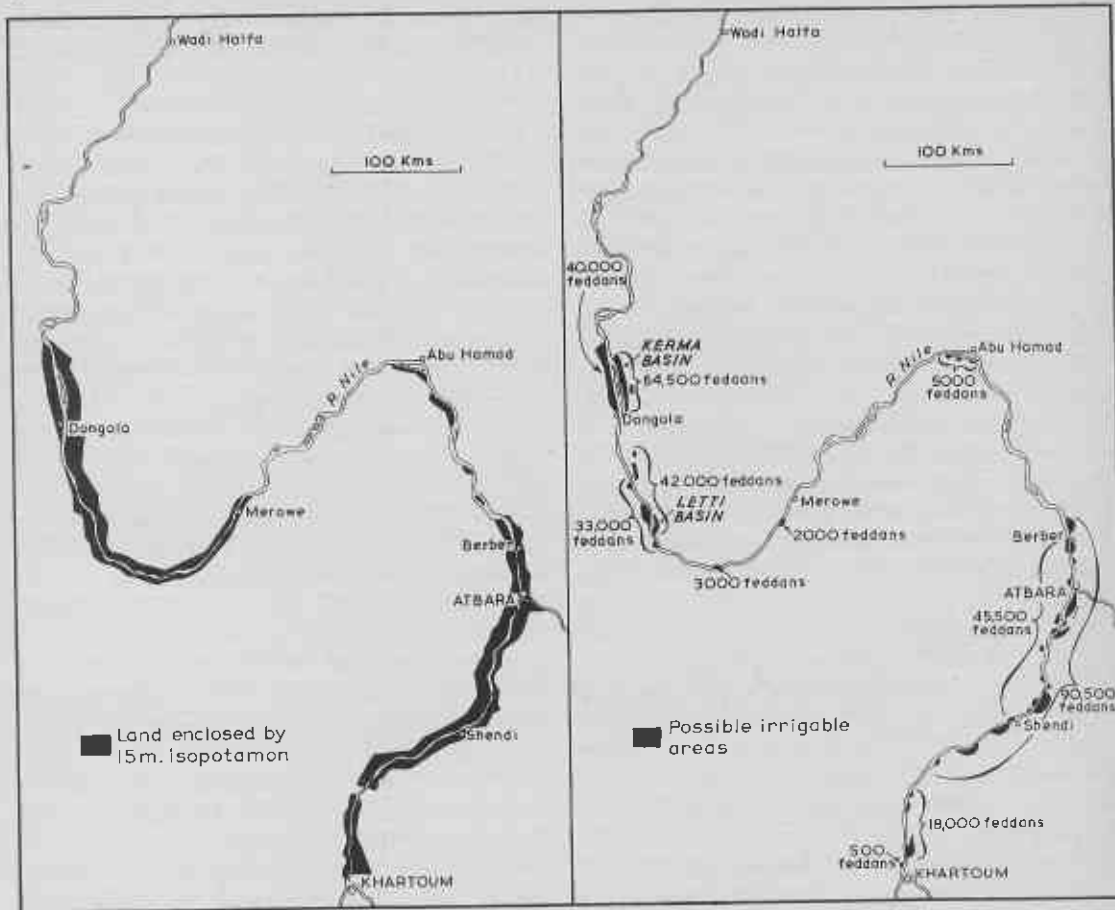 Wadi Halfa
100 Kms
Dongola
R. Nile
Abu Hamad
Merowe
Berber
ATBARA
Shendi
Land enclosed by
15m. isopotamon
KHARTOUM
Wadi Halfa
100 Kms
40,000
feddans
KERMA
BASIN
64,500 feddans
Dongola
R. Nile
Abu Hamad
5000
feddans
42,000 feddans
LETTI
BASIN
33,000
feddans
Merowe
2000 feddans
3000 feddans
Berber
ATBARA
45,500
feddans
90,500
feddans
Shendi
Possible irrigable
areas
18,000 feddans
500
feddans
KHARTOUM